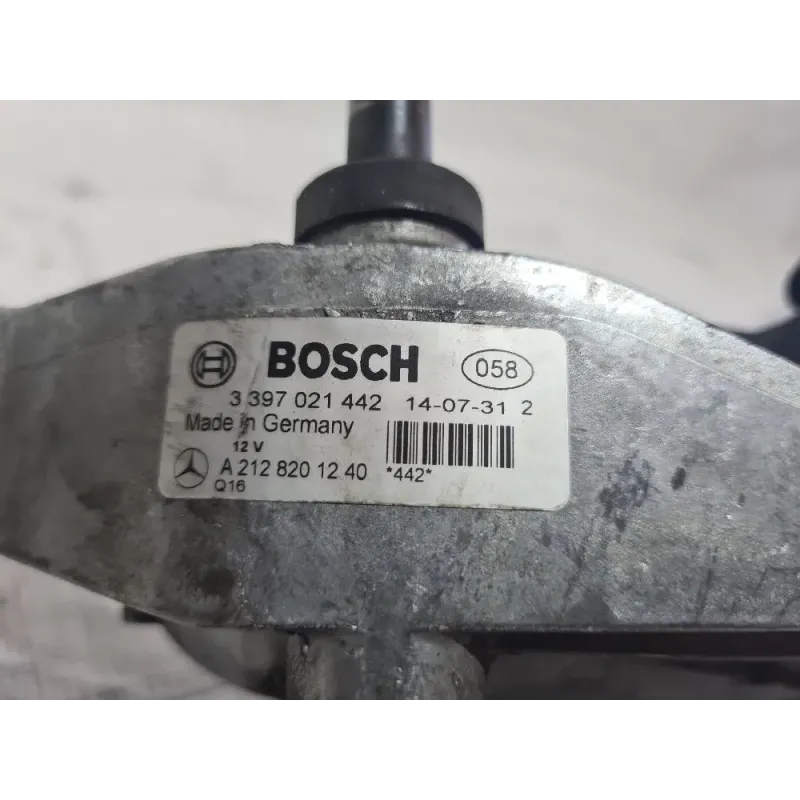 BOSCH 058
3 397 021 442 14-07-31 2
Made in Germany
12 V
A 212 820 12 40 *442*
Q16